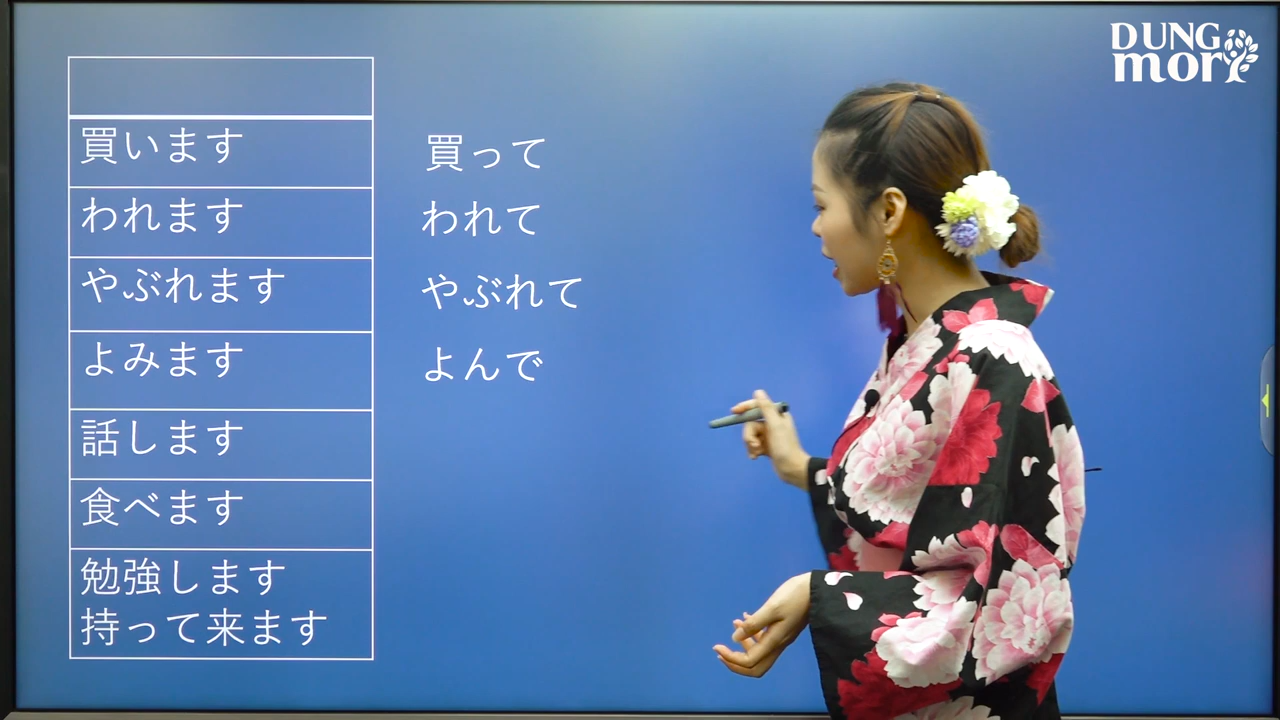 DUNG
mori
買います
買って
われます
われて
やぶれます
やぶれて
よみます
よんで
話します
食べます
勉強します
持って来ます